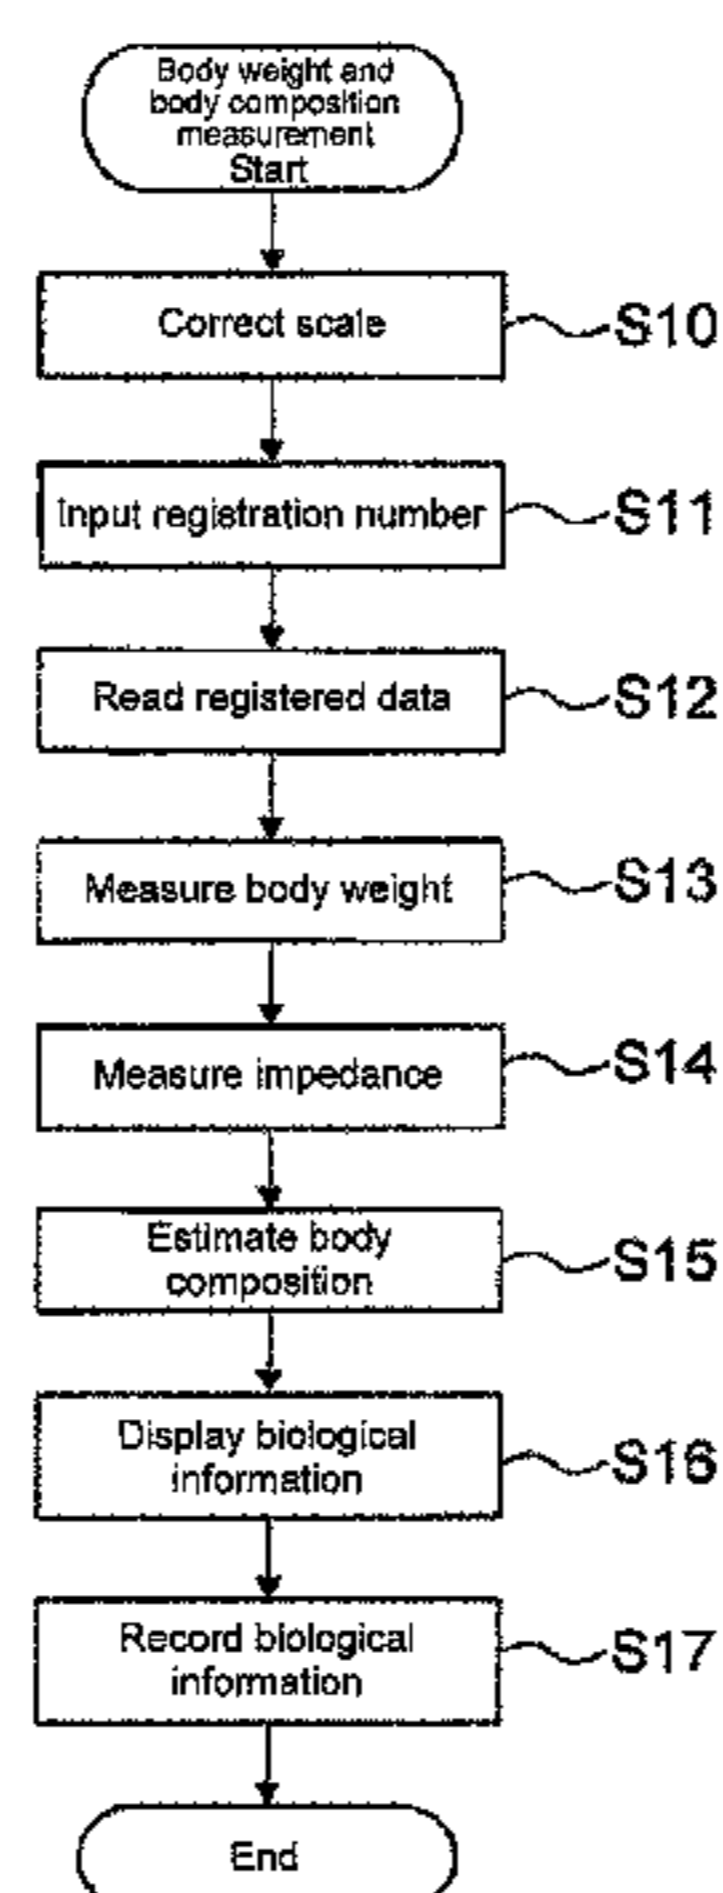 Body weight and
body composition
measurement
Start
Correct scale
S10
Input registration number
S11
Read registered data
S12
Measure body weight
S13
Measure impedance
S14
Estimate body
composition
S15
Display biological
information
S16
Record biological
information
S17
End